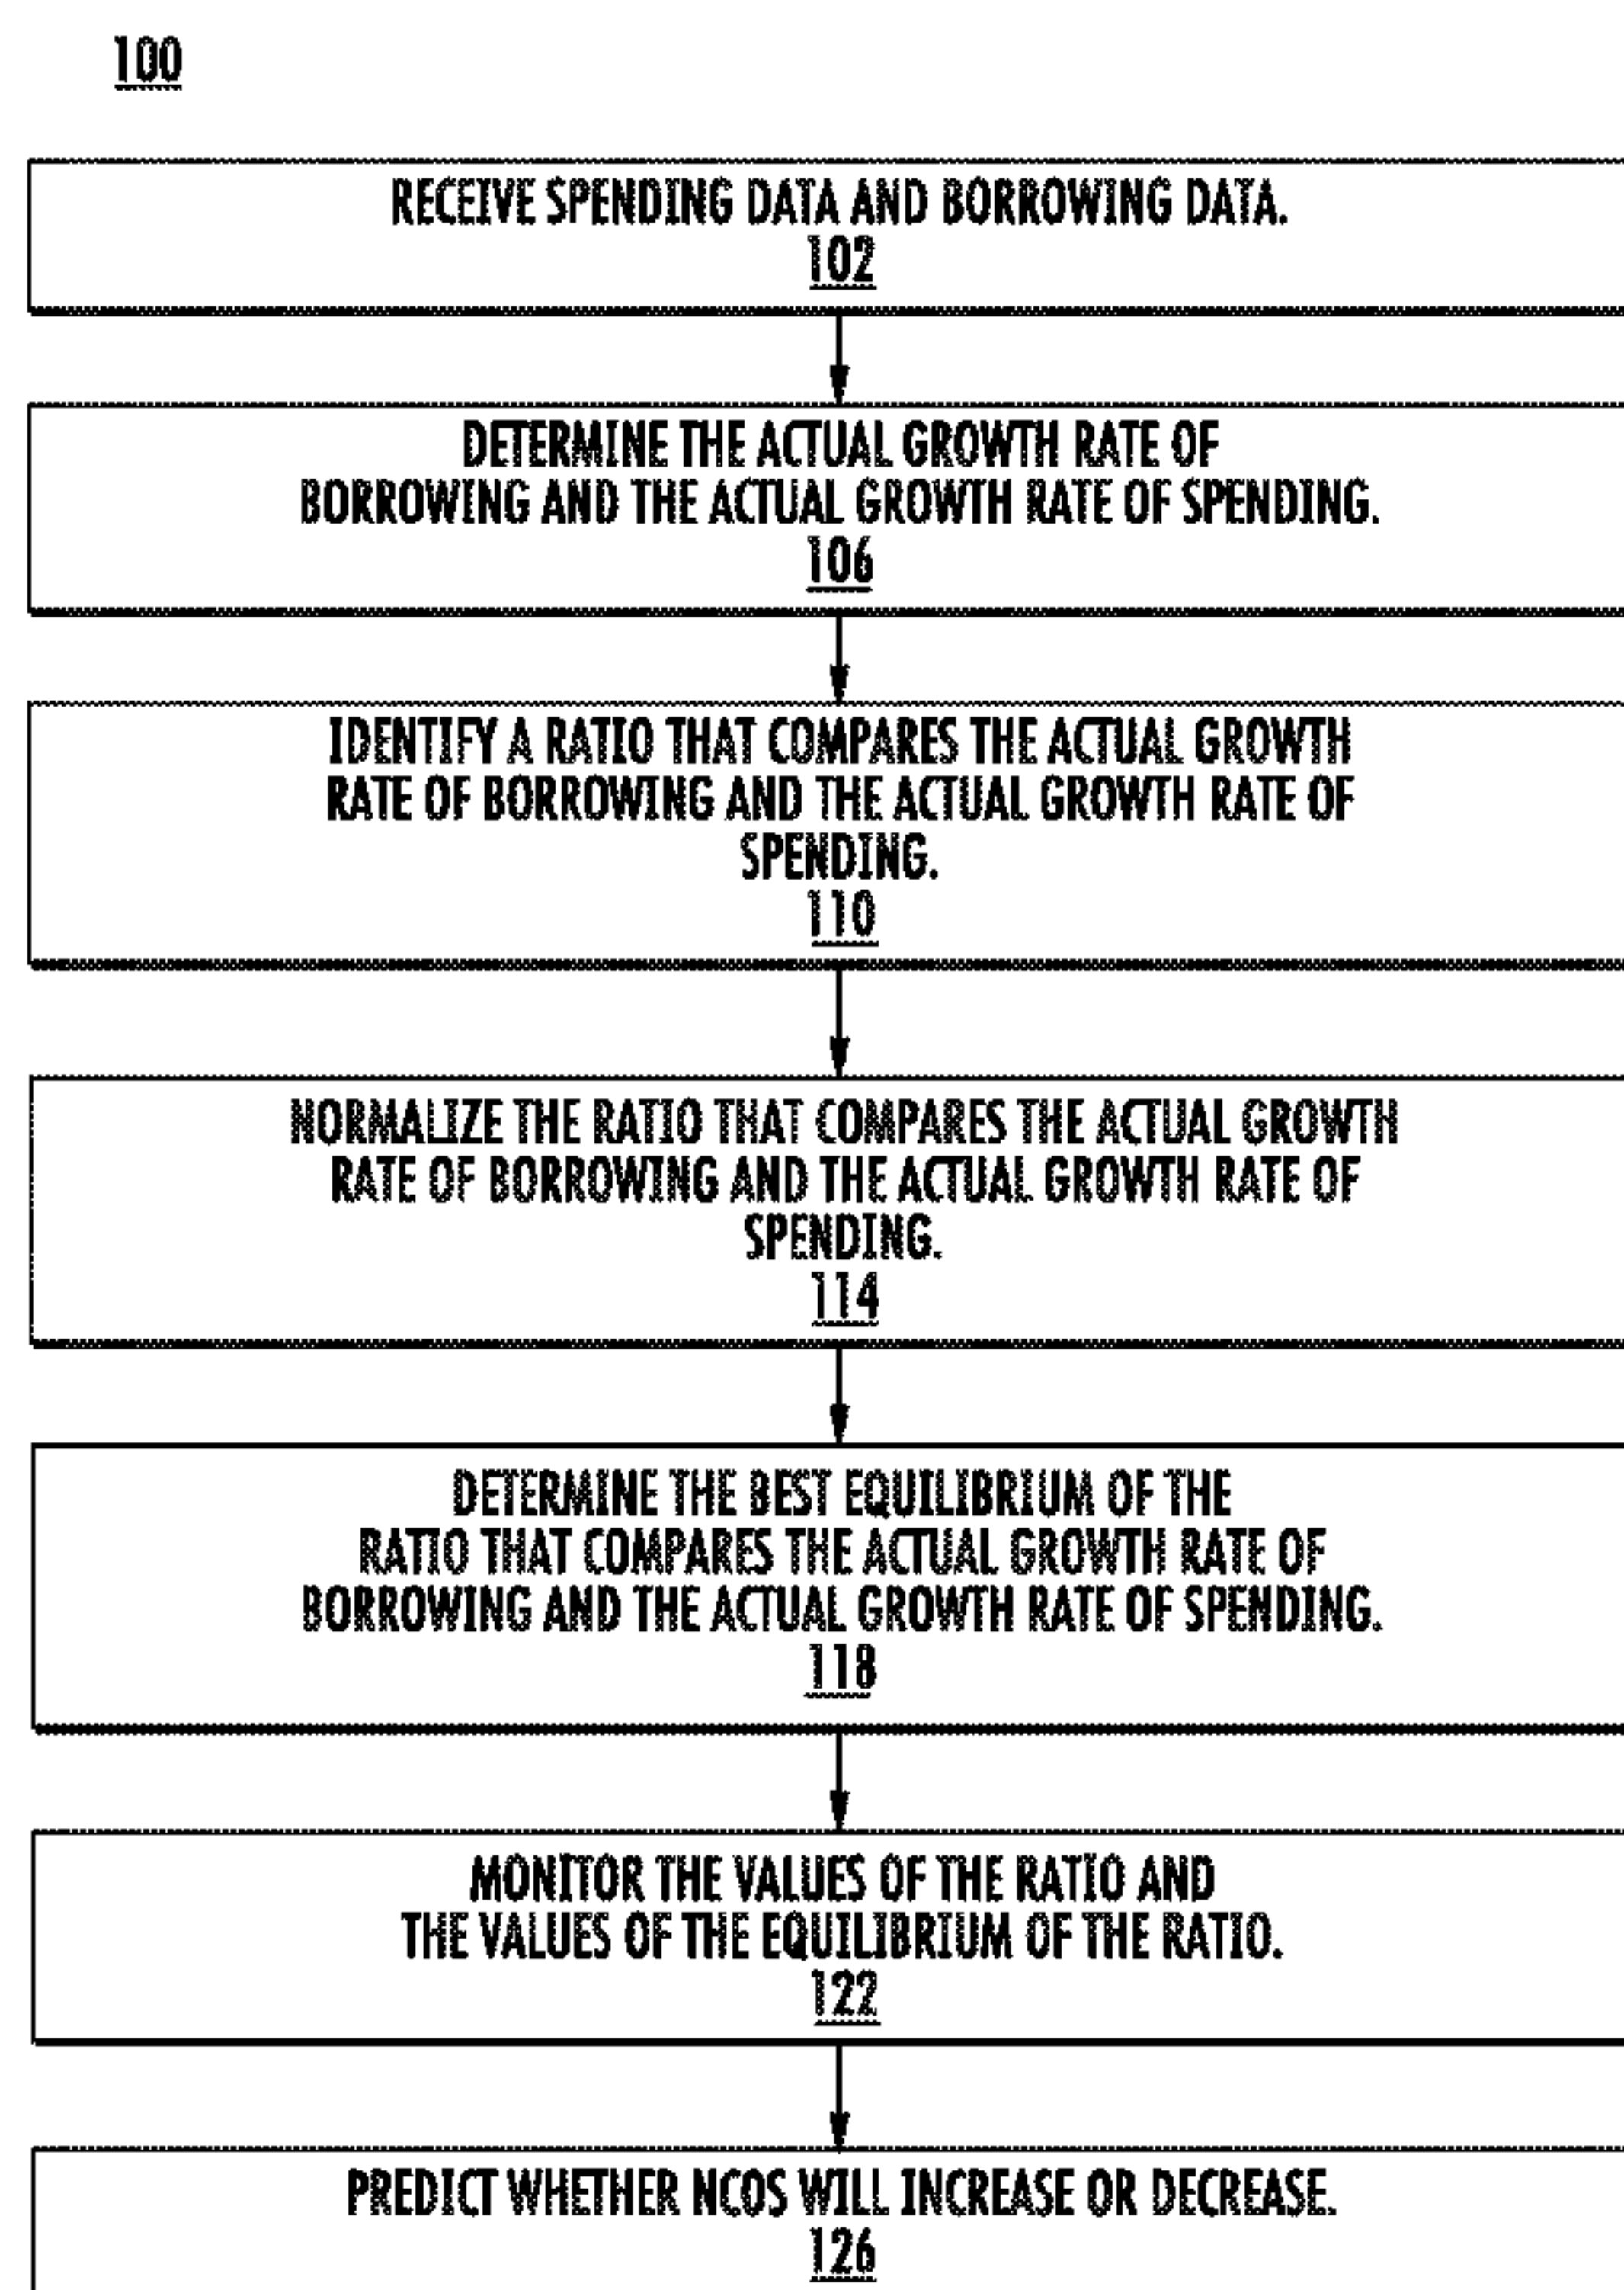 100
RECEIVE SPENDING DATA AND BORROWING DATA.
102
DETERMINE THE ACTUAL GROWTH RATE OF
BORROWING AND THE ACTUAL GROWTH RATE OF SPENDING.
106
IDENTIFY A RATIO THAT COMPARES THE ACTUAL GROWTH
RATE OF BORROWING AND THE ACTUAL GROWTH RATE OF
SPENDING.
110
NORMALIZE THE RATIO THAT COMPARES THE ACTUAL GROWTH
RATE OF BORROWING AND THE ACTUAL GROWTH RATE OF
SPENDING.
114
DETERMINE THE BEST EQUILIBRIUM OF THE
RATIO THAT COMPARES THE ACTUAL GROWTH RATE OF
BORROWING AND THE ACTUAL GROWTH RATE OF SPENDING.
118
MONITOR THE VALUES OF THE RATIO AND
THE VALUES OF THE EQUILIBRIUM OF THE RATIO.
122
PREDICT WHETHER NCOS WILL INCREASE OR DECREASE.
126